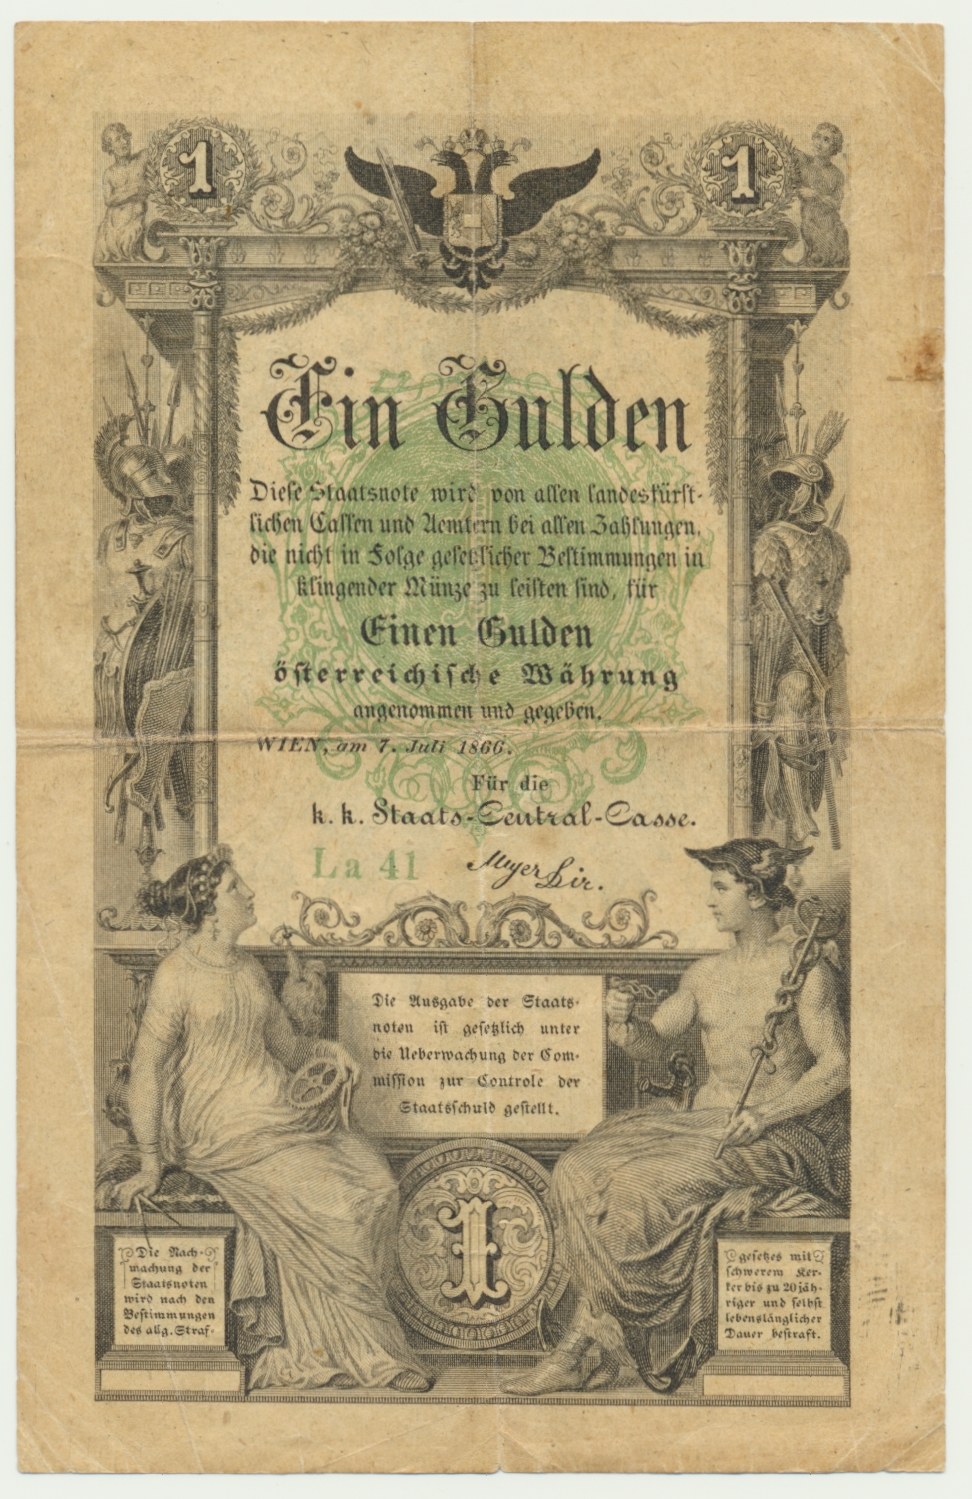 1 1
Ein Gulden
Diese Staatsnote wird von allen landesfürst-
lichen Cassen und Aemtern bei allen Zahlungen,
die nicht in Folge gesetzlicher Bestimmungen in
klingender Münze zu leisten sind, für
Einen Gulden
österreichische Währung
angenommen und gegeben.
WIEN, am 7. Juli 1866.
Für die
k. k. Staats-Central-Casse.
La 41
Die Ausgabe der Staats-
noten ist gesetzlich unter
die Ueberwachung der Com-
mission zur Controle der
Staatsschuld gestellt.
1
Die Nach-
machung der
Staatsnoten
wird nach den
Bestimmungen
des allg. Straf-
gesetzes mit
schwerem Ker-
ker bis zu 20 jäh-
riger und selbst
lebenslänglicher
Dauer bestraft.